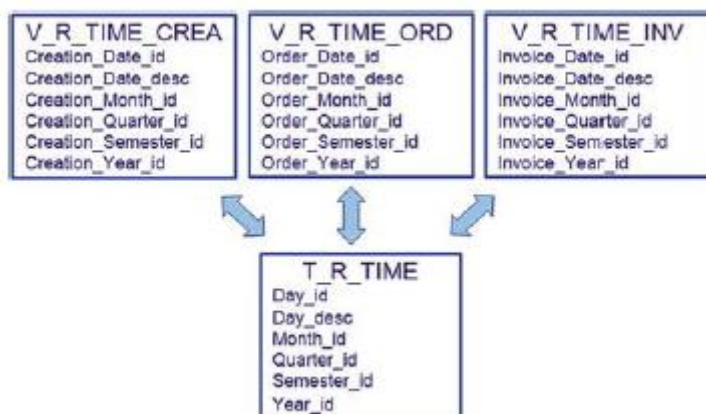 V_R_TIME_CREA
Creation_Date_id
Creation_Date_desc
Creation_Month_id
Creation_Quarter_id
Creation_Semester_id
Creation_Year_id
V_R_TIME_ORD
Order_Date_id
Order_Date_desc
Order_Month_id
Order_Quarter_id
Order_Semester_id
Order_Year_id
V_R_TIME_INV
Invoice_Date_id
Invoice_Date_desc
Invoice_Month_id
Invoice_Quarter_id
Invoice_Semester_id
Invoice_Year_id
T_R_TIME
Day_id
Day_desc
Month_id
Quarter_id
Semester_id
Year_id